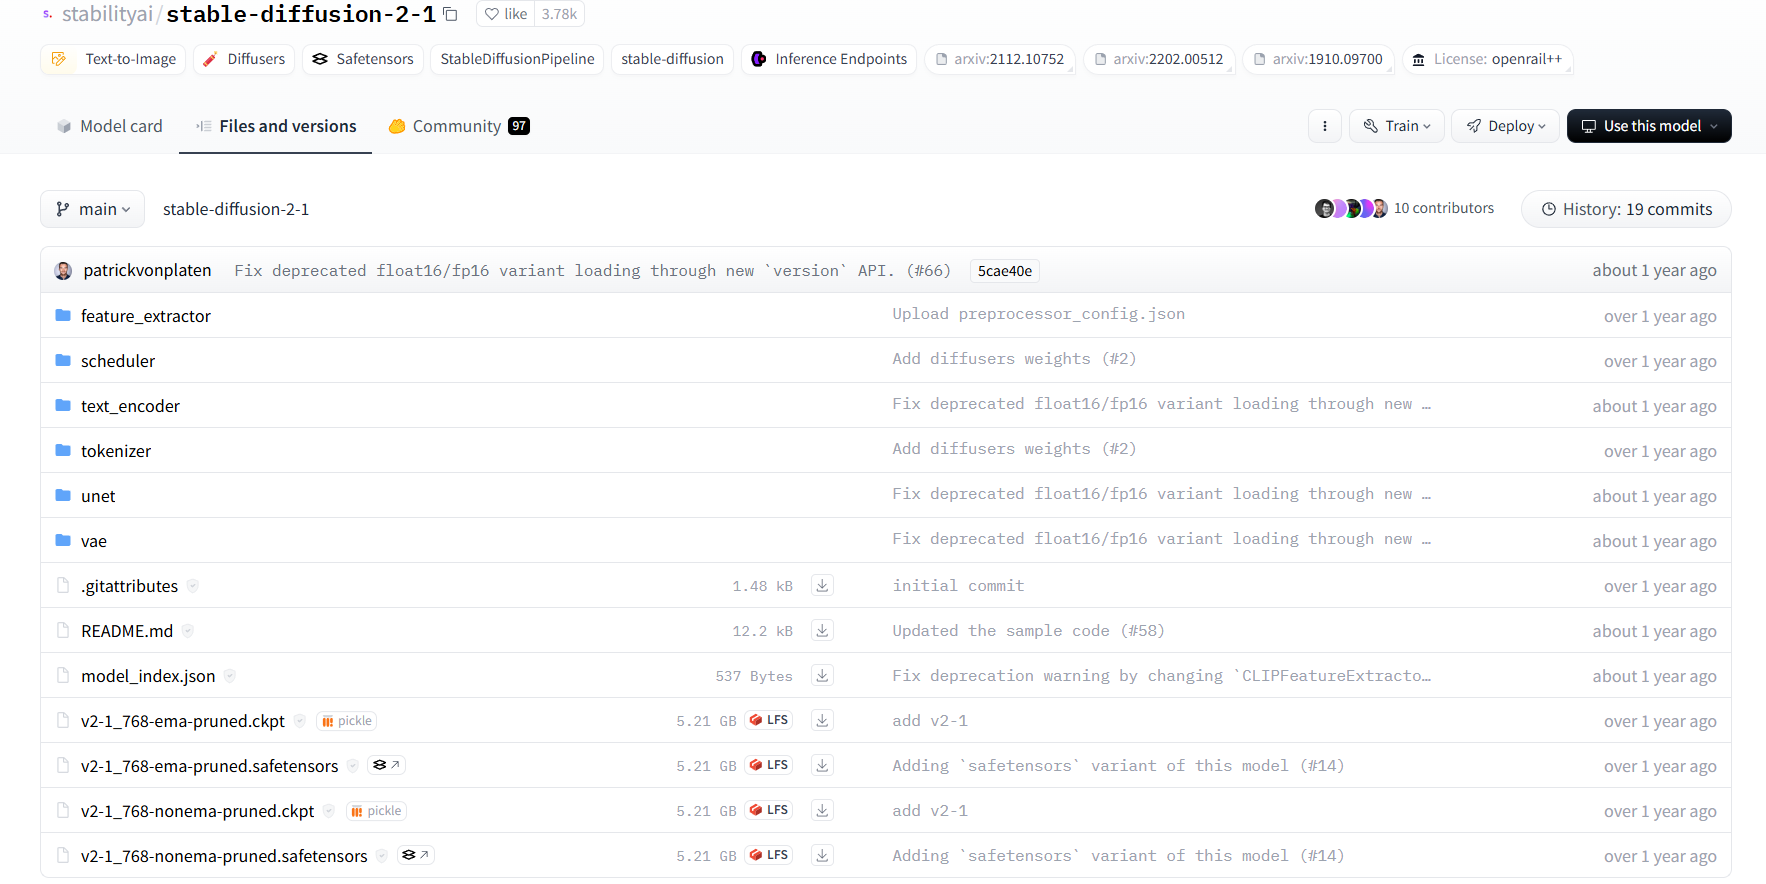 stabilityai/stable-diffusion-2-1 like 3.78k
Text-to-Image Diffusers Safetensors StableDiffusionPipeline stable-diffusion Inference Endpoints arxiv:2112.10752 arxiv:2202.00512 arxiv:1910.09700 License: openrail++
Model card Files and versions Community 97 Train Deploy Use this model
main stable-diffusion-2-1 10 contributors History: 19 commits
patrickvonplaten Fix deprecated float16/fp16 variant loading through new `version` API. (#66) 5cae40e about 1 year ago
feature_extractor Upload preprocessor_config.json over 1 year ago
scheduler Add diffusers weights (#2) over 1 year ago
text_encoder Fix deprecated float16/fp16 variant loading through new … about 1 year ago
tokenizer Add diffusers weights (#2) over 1 year ago
unet Fix deprecated float16/fp16 variant loading through new … about 1 year ago
vae Fix deprecated float16/fp16 variant loading through new … about 1 year ago
.gitattributes 1.48 kB initial commit over 1 year ago
README.md 12.2 kB Updated the sample code (#58) about 1 year ago
model_index.json 537 Bytes Fix deprecation warning by changing `CLIPFeatureExtracto… about 1 year ago
v2-1_768-ema-pruned.ckpt pickle 5.21 GB LFS add v2-1 over 1 year ago
v2-1_768-ema-pruned.safetensors 5.21 GB LFS Adding `safetensors` variant of this model (#14) over 1 year ago
v2-1_768-nonema-pruned.ckpt pickle 5.21 GB LFS add v2-1 over 1 year ago
v2-1_768-nonema-pruned.safetensors 5.21 GB LFS Adding `safetensors` variant of this model (#14) over 1 year ago